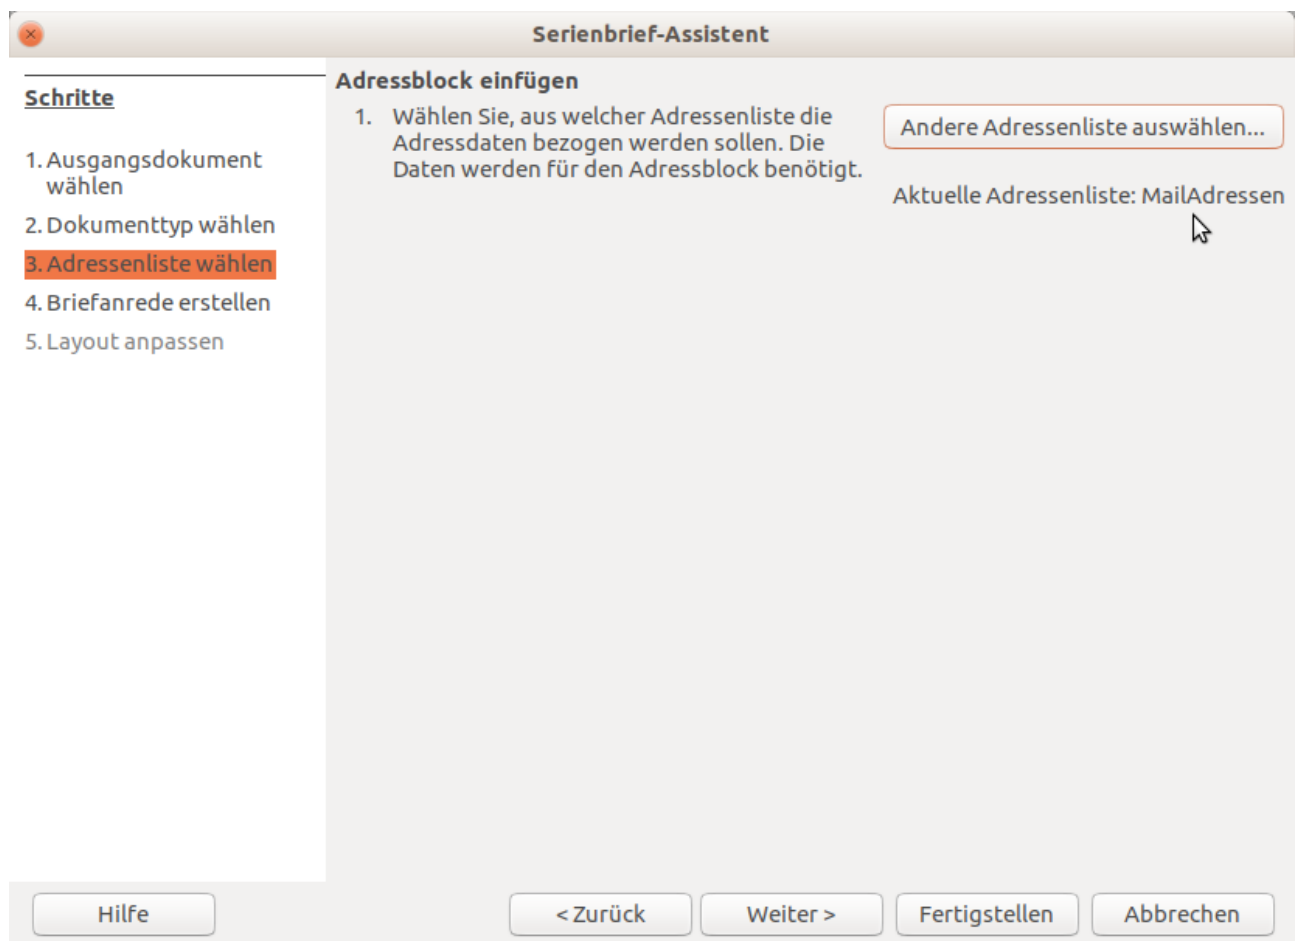 Serienbrief-Assistent
Schritte
1. Ausgangsdokument
wählen
2. Dokumenttyp wählen
3. Adressenliste wählen
4. Briefanrede erstellen
5. Layout anpassen
Adressblock einfügen
1. Wählen Sie, aus welcher Adressenliste die
Adressdaten bezogen werden sollen. Die
Daten werden für den Adressblock benötigt.
Andere Adressenliste auswählen...
Aktuelle Adressenliste: MailAdressen
Hilfe
< Zurück
Weiter >
Fertigstellen
Abbrechen